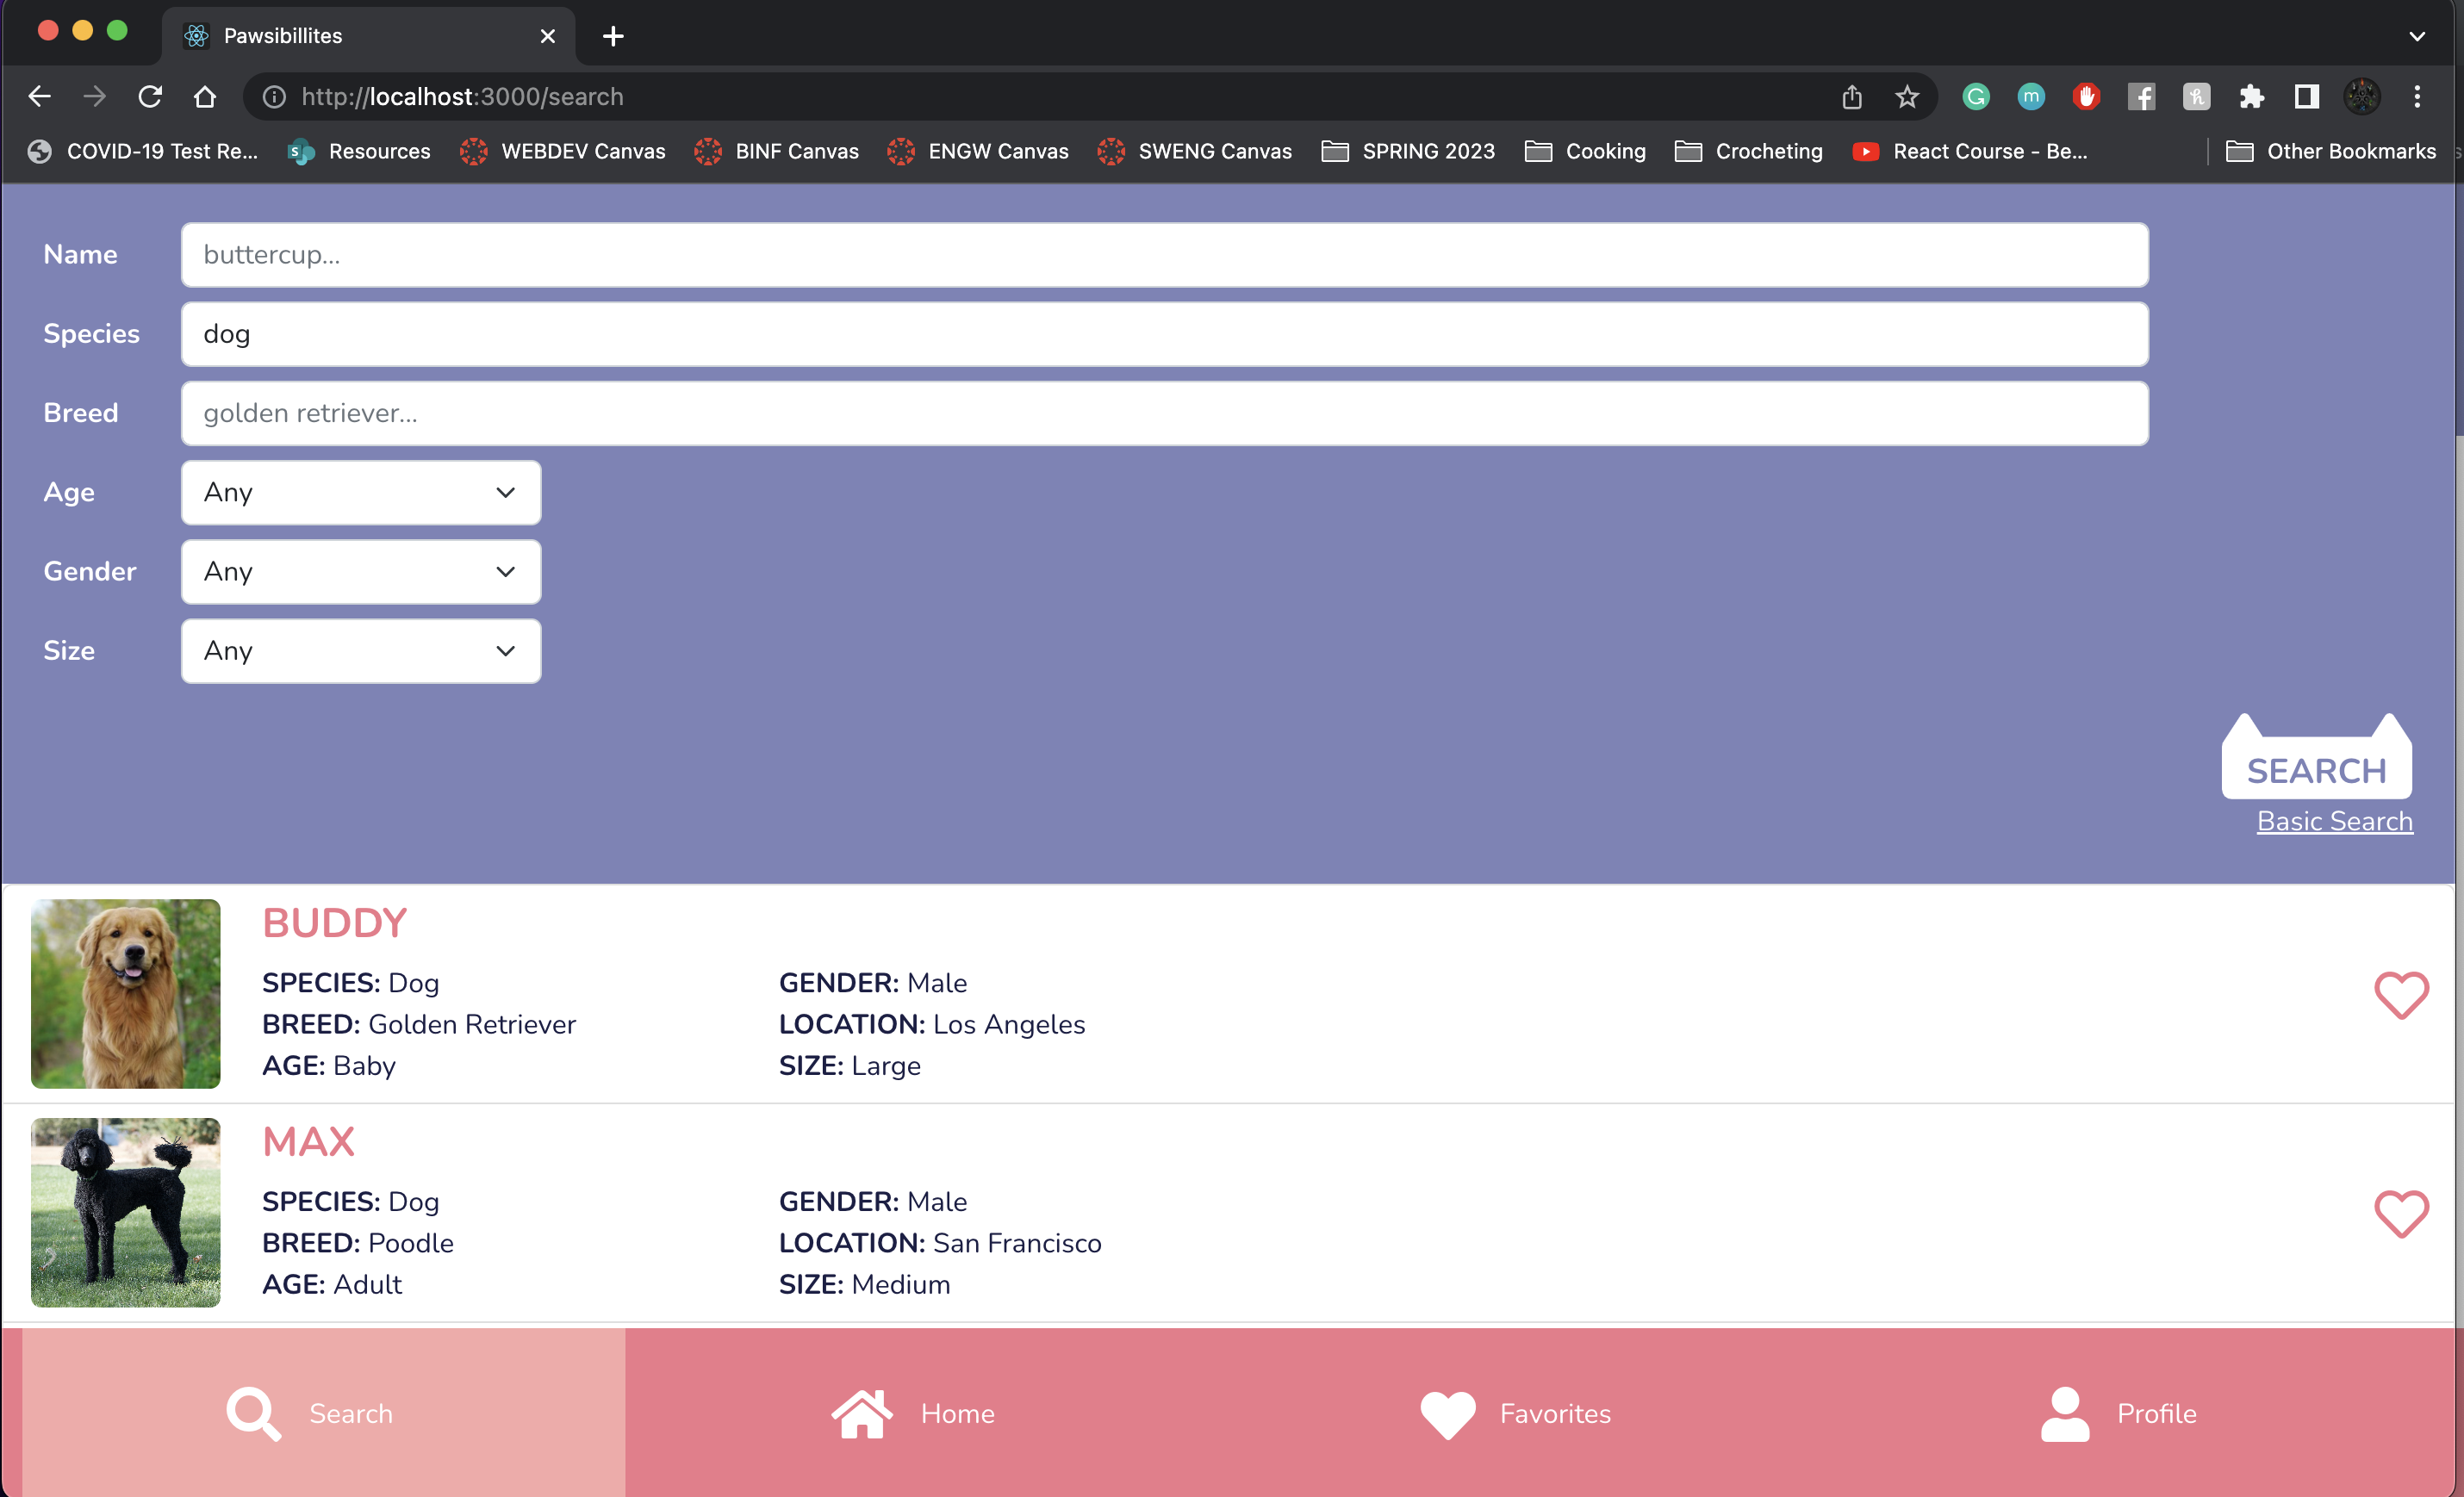 Pawsibillites
http://localhost:3000/search
COVID-19 Test Re... Resources WEBDEV Canvas BINF Canvas ENGW Canvas SWENG Canvas SPRING 2023 Cooking Crocheting React Course - Be... Other Bookmarks
Name buttercup...
Species dog
Breed golden retriever...
Age Any
Gender Any
Size Any
SEARCH
Basic Search
BUDDY
SPECIES: Dog GENDER: Male
BREED: Golden Retriever LOCATION: Los Angeles
AGE: Baby SIZE: Large
MAX
SPECIES: Dog GENDER: Male
BREED: Poodle LOCATION: San Francisco
AGE: Adult SIZE: Medium
Search Home Favorites Profile